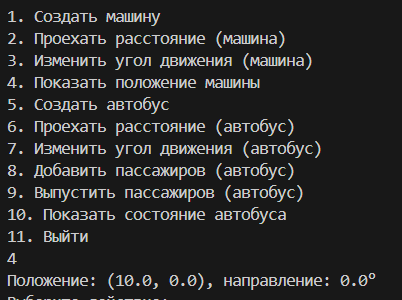 1. Создать машину
2. Проехать расстояние (машина)
3. Изменить угол движения (машина)
4. Показать положение машины
5. Создать автобус
6. Проехать расстояние (автобус)
7. Изменить угол движения (автобус)
8. Добавить пассажиров (автобус)
9. Выпустить пассажиров (автобус)
10. Показать состояние автобуса
11. Выйти
4
Положение: (10.0, 0.0), направление: 0.0°
Выберите действие: